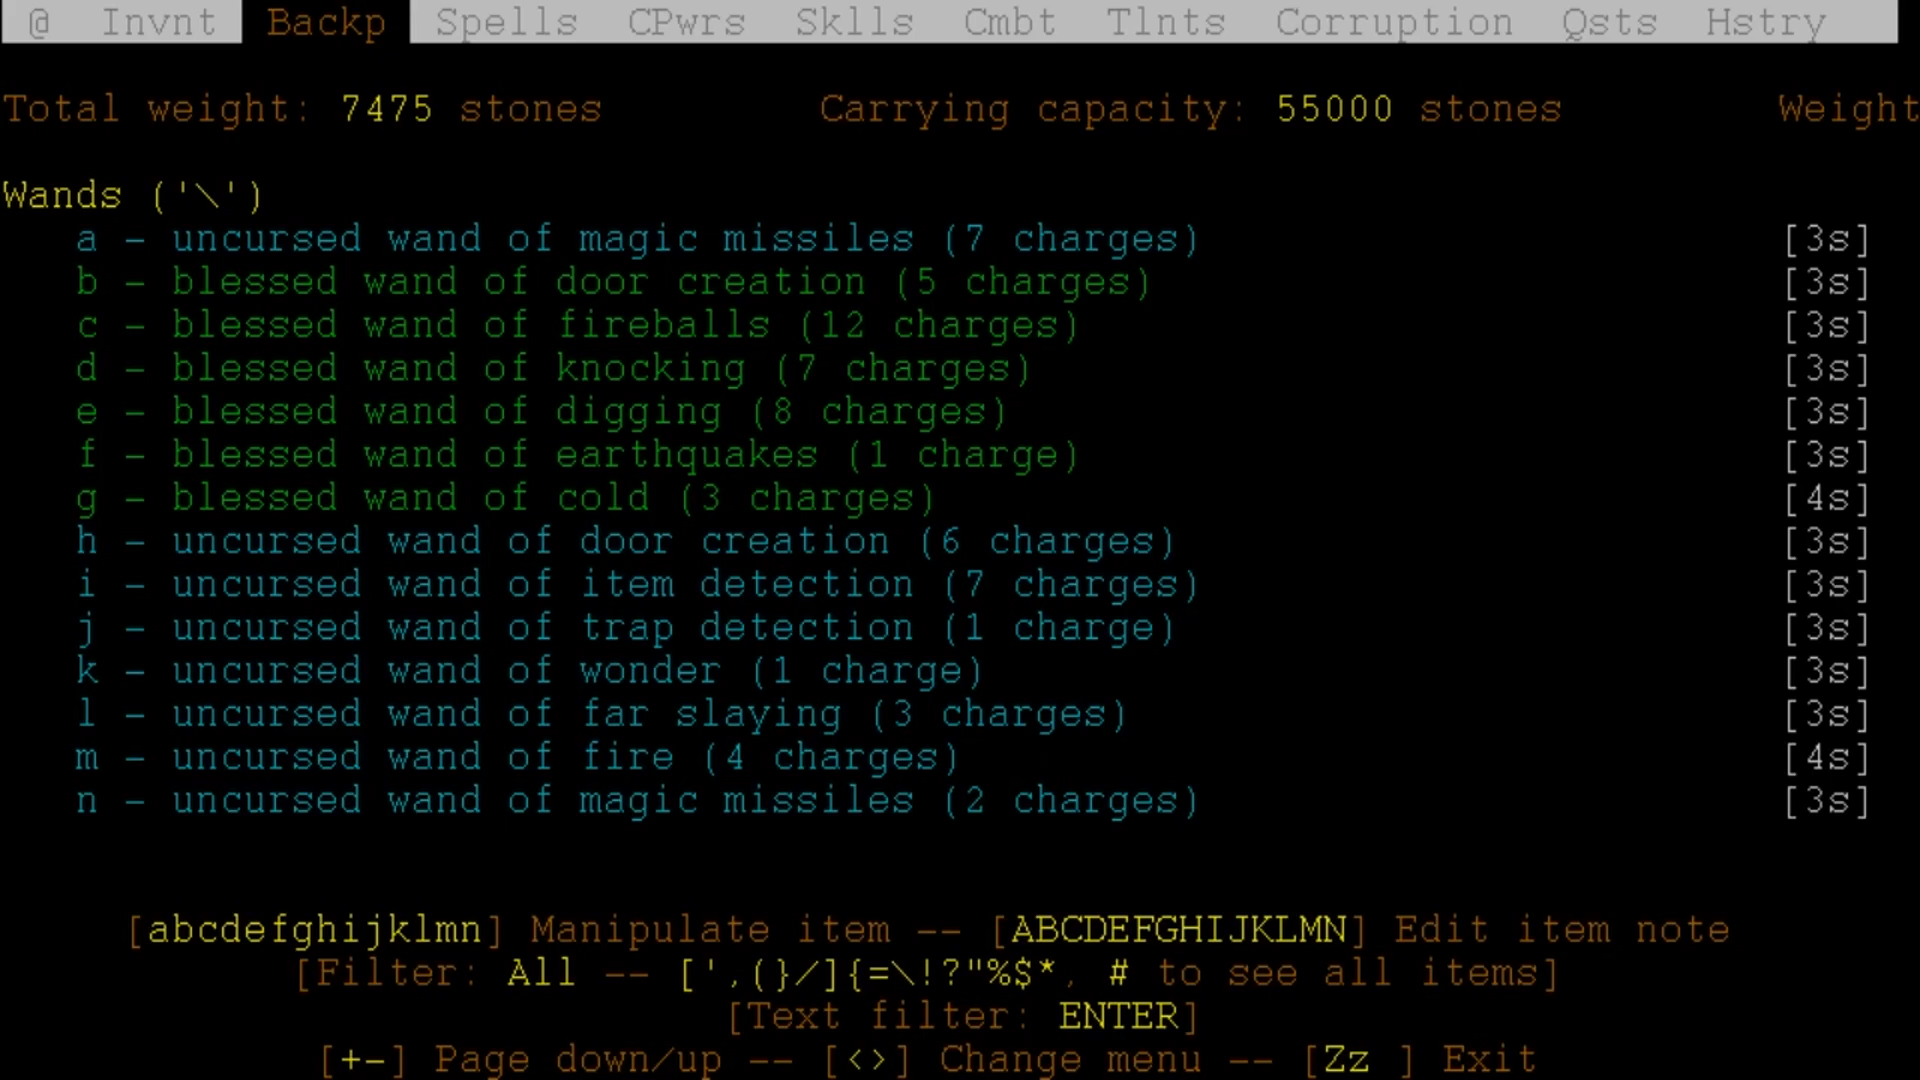 @ Invnt Backp Spells CPwrs Sklls Cmbt Tlnts Corruption Qsts Hstry
Total weight: 7475 stones Carrying capacity: 55000 stones Weight
Wands ('\')
a - uncursed wand of magic missiles (7 charges) [3s]
b - blessed wand of door creation (5 charges) [3s]
c - blessed wand of fireballs (12 charges) [3s]
d - blessed wand of knocking (7 charges) [3s]
e - blessed wand of digging (8 charges) [3s]
f - blessed wand of earthquakes (1 charge) [3s]
g - blessed wand of cold (3 charges) [4s]
h - uncursed wand of door creation (6 charges) [3s]
i - uncursed wand of item detection (7 charges) [3s]
j - uncursed wand of trap detection (1 charge) [3s]
k - uncursed wand of wonder (1 charge) [3s]
l - uncursed wand of far slaying (3 charges) [3s]
m - uncursed wand of fire (4 charges) [4s]
n - uncursed wand of magic missiles (2 charges) [3s]
[abcdefghijklmn] Manipulate item -- [ABCDEFGHIJKLMN] Edit item note
[Filter: All -- [',(}/]{=\!?"%$*, # to see all items]
[Text filter: ENTER]
[+-] Page down/up -- [<>] Change menu -- [Zz ] Exit